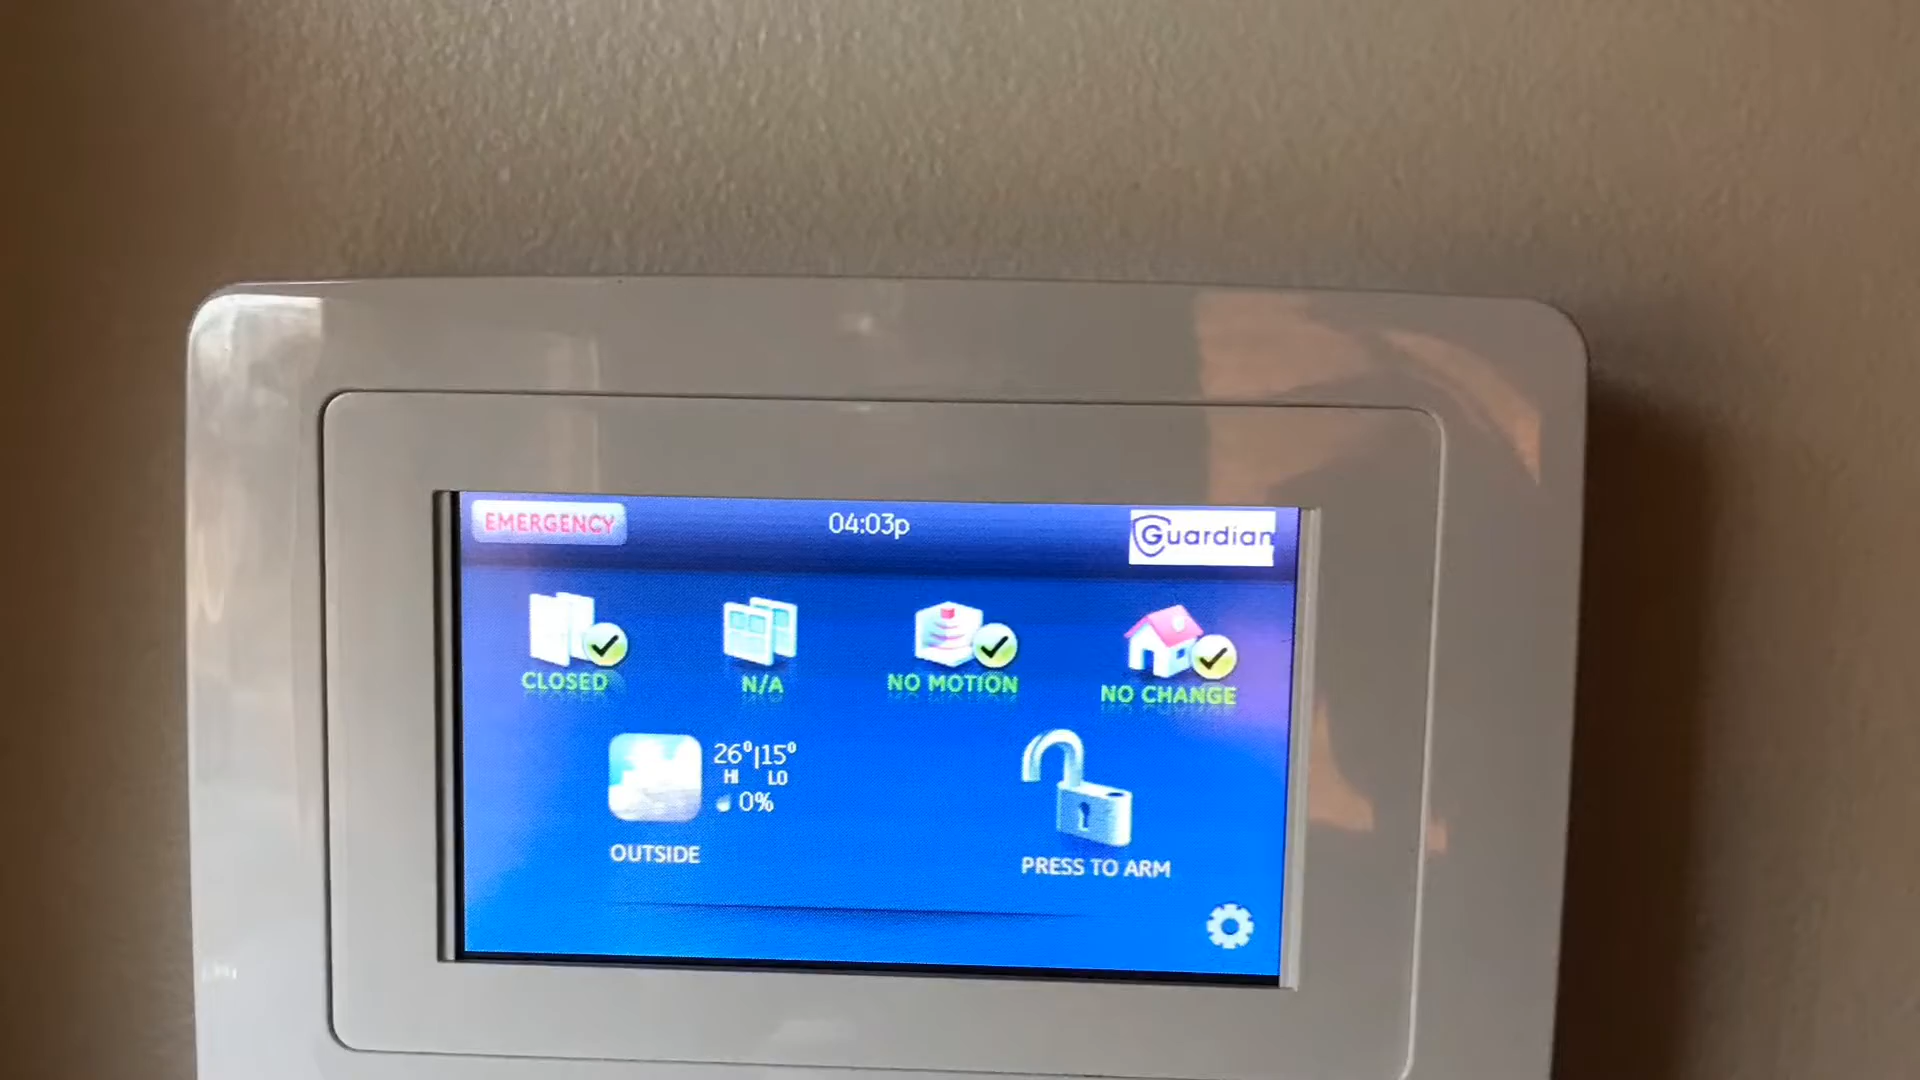 EMERGENCY
04:03p
Guardian
CLOSED
N/A
NO MOTION
NO CHANGE
26°|15°
HI LO
0%
OUTSIDE
PRESS TO ARM